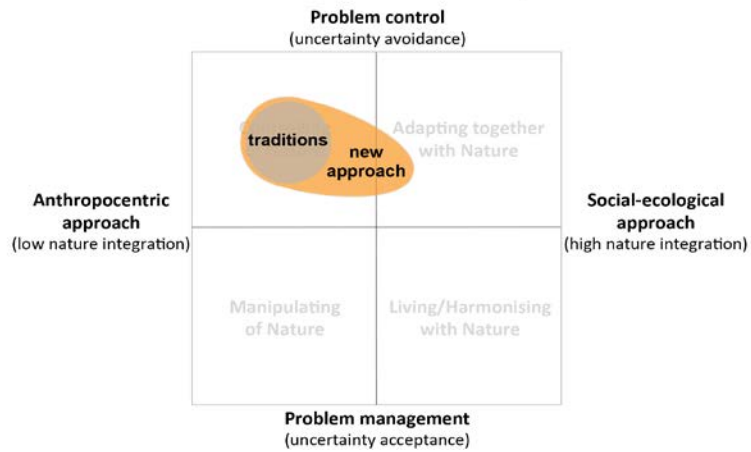 Problem control
(uncertainty avoidance)
Adapting together
with Nature
traditions
new
approach
Anthropocentric
approach
(low nature integration)
Social-ecological
approach
(high nature integration)
Manipulating
of Nature
Living/Harmonising
with Nature
Problem management
(uncertainty acceptance)